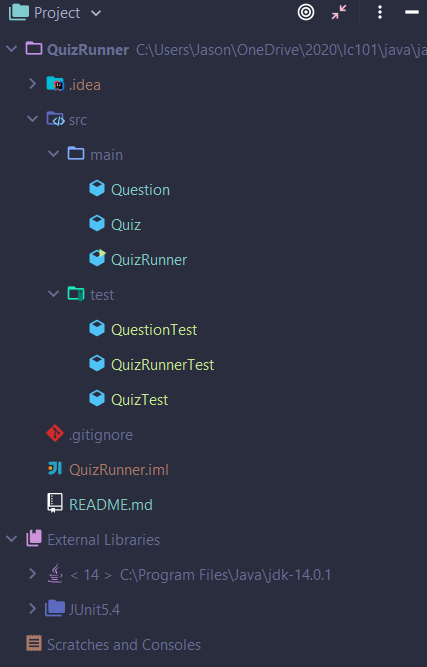 Project
QuizRunner C:\Users\Jason\OneDrive\2020\lc101\java\ja
.idea
src
main
Question
Quiz
QuizRunner
test
QuestionTest
QuizRunnerTest
QuizTest
.gitignore
QuizRunner.iml
README.md
External Libraries
< 14 > C:\Program Files\Java\jdk-14.0.1
JUnit5.4
Scratches and Consoles